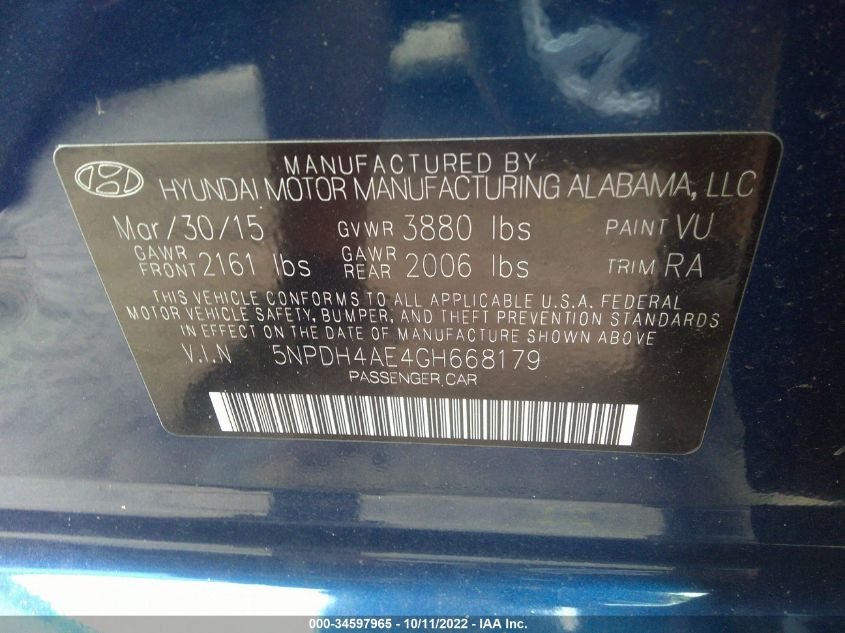 MANUFACTURED BY
HYUNDAI MOTOR MANUFACTURING ALABAMA, LLC
Mar/30/15 GVWR 3880 lbs PAINT VU
GAWR FRONT 2161 lbs GAWR REAR 2006 lbs TRIM RA
THIS VEHICLE CONFORMS TO ALL APPLICABLE U.S.A. FEDERAL
MOTOR VEHICLE SAFETY, BUMPER, AND THEFT PREVENTION STANDARDS
IN EFFECT ON THE DATE OF MANUFACTURE SHOWN ABOVE
V.I.N 5NPDH4AE4GH668179
PASSENGER CAR
000-34597965 - 10/11/2022 - IAA Inc.